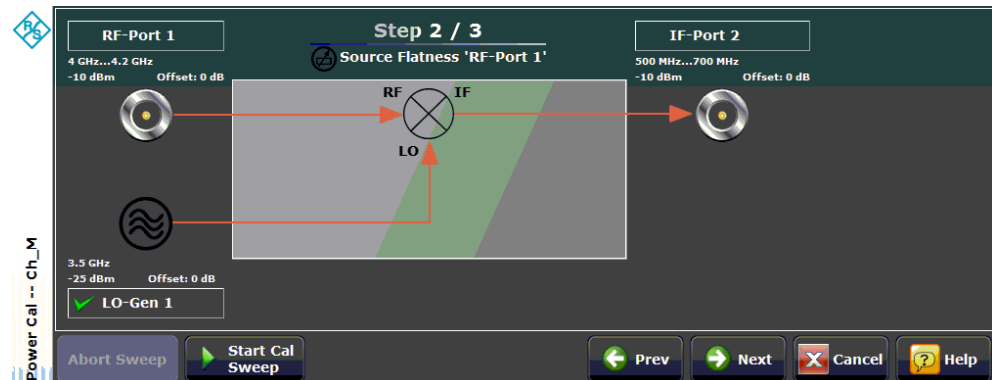 R&S
RF-Port 1
4 GHz...4.2 GHz
-10 dBm Offset: 0 dB
Step 2 / 3
Source Flatness 'RF-Port 1'
IF-Port 2
500 MHz...700 MHz
-10 dBm Offset: 0 dB
RF
IF
LO
3.5 GHz
-25 dBm Offset: 0 dB
LO-Gen 1
Power Cal -- Ch_M
Abort Sweep
Start Cal
Sweep
Prev
Next
Cancel
Help